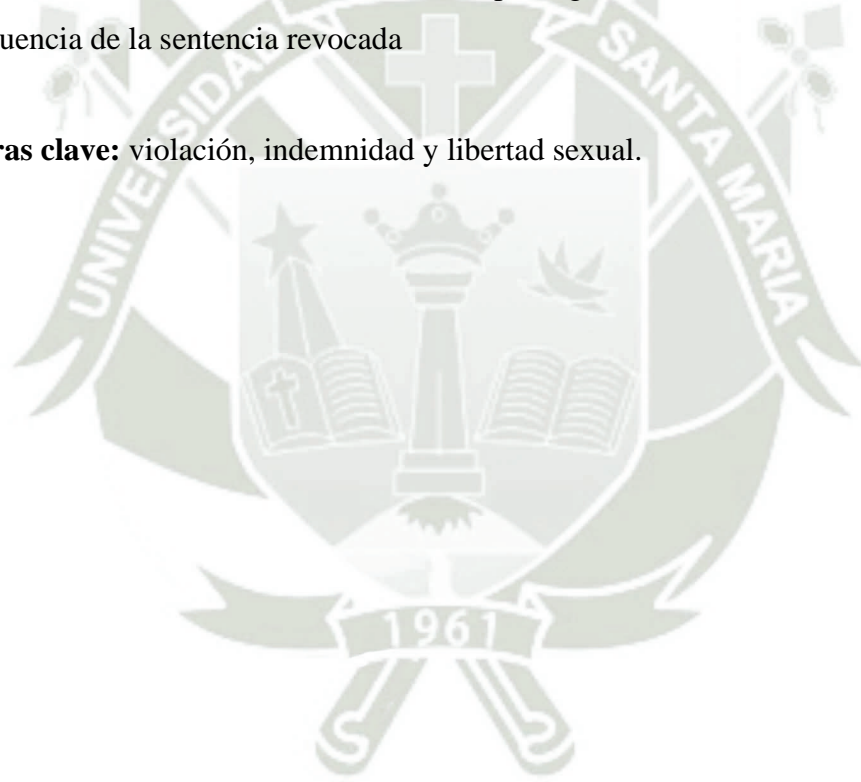 uencia de la sentencia revocada
ras clave: violación, indemnidad y libertad sexual.
UNIVERSIDAD SANTA MARIA
1961